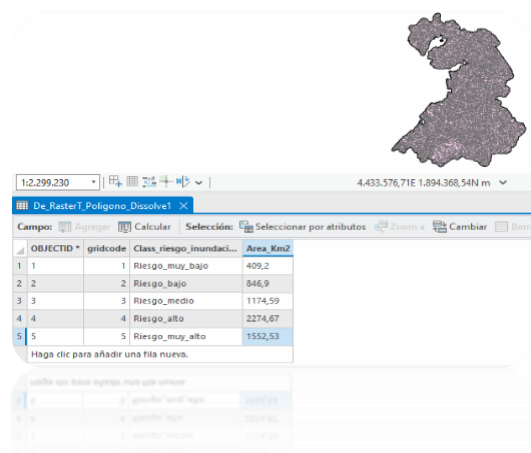 1:2.299.230 4.433.576,71E 1.894.368,54N m
De_RasterT_Poligono_Dissolve1
Campo: Agregar Calcular Selección: Seleccionar por atributos Zoom a Cambiar
OBJECTID * gridcode Class_riesgo_inundaci... Area_Km2
1 1 1 Riesgo_muy_bajo 409,2
2 2 2 Riesgo_bajo 846,9
3 3 3 Riesgo_medio 1174,59
4 4 4 Riesgo_alto 2274,67
5 5 5 Riesgo_muy_alto 1552,53
Haga clic para añadir una fila nueva.